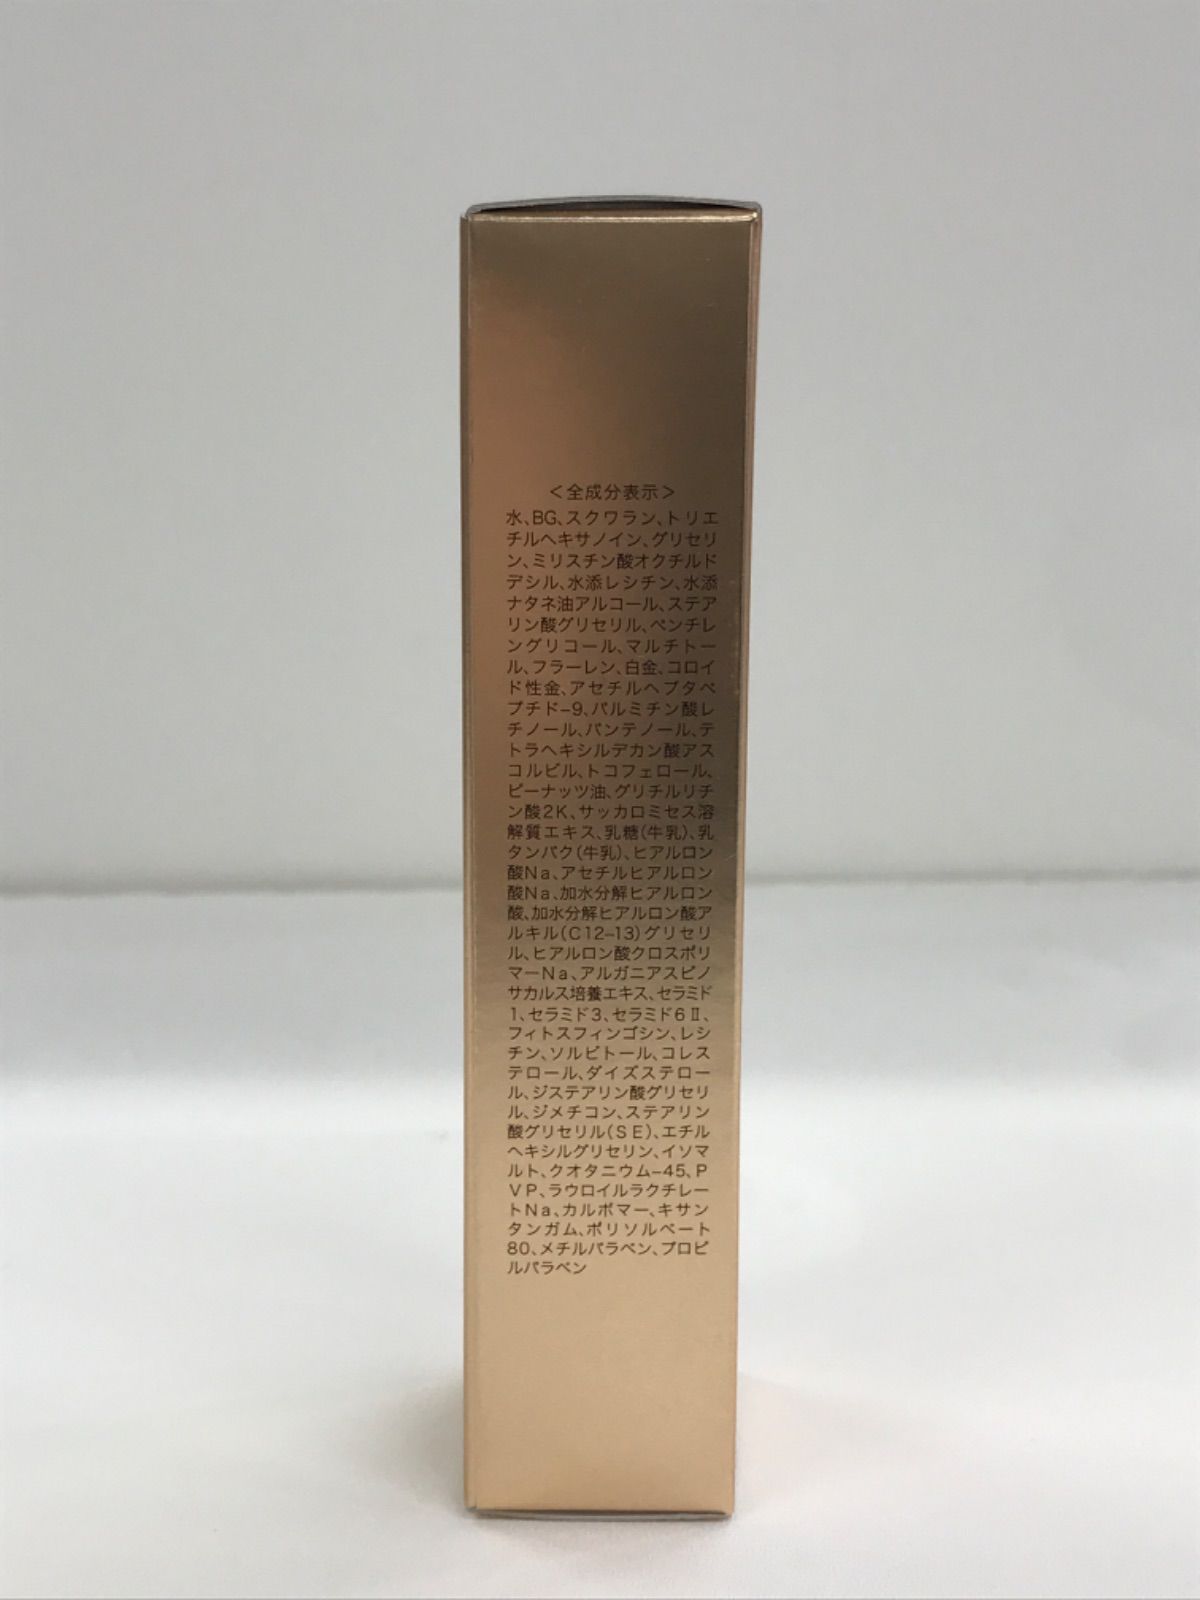 ＜全成分表示＞
水、BG、スクワラン、トリエ
チルヘキサノイン、グリセリ
ン、ミリスチン酸オクチルド
デシル、水添レシチン、水添
ナタネ油アルコール、ステア
リン酸グリセリル、ペンチレ
ングリコール、マルチトー
ル、フラーレン、白金、コロイ
ド性金、アセチルヘプタペ
プチド-9、パルミチン酸レ
チノール、パンテノール、テ
トラヘキシルデカン酸アス
コルビル、トコフェロール、
ピーナッツ油、グリチルリチ
ン酸2K、サッカロミセス溶
解質エキス、乳糖(牛乳)、乳
タンパク(牛乳)、ヒアルロン
酸Na、アセチルヒアルロン
酸Na、加水分解ヒアルロン
酸、加水分解ヒアルロン酸ア
ルキル(C12-13)グリセリ
ル、ヒアルロン酸クロスポリ
マーNa、アルガニアスピノ
サカルス培養エキス、セラミド
1、セラミド3、セラミド6Ⅱ、
フィトスフィンゴシン、レシ
チン、ソルビトール、コレス
テロール、ダイズステロー
ル、ジステアリン酸グリセリ
ル、ジメチコン、ステアリン
酸グリセリル(SE)、エチル
ヘキシルグリセリン、イソマ
ルト、クオタニウム-45、P
VP、ラウロイルラクチレー
トNa、カルボマー、キサン
タンガム、ポリソルベート
80、メチルパラベン、プロピ
ルパラベン